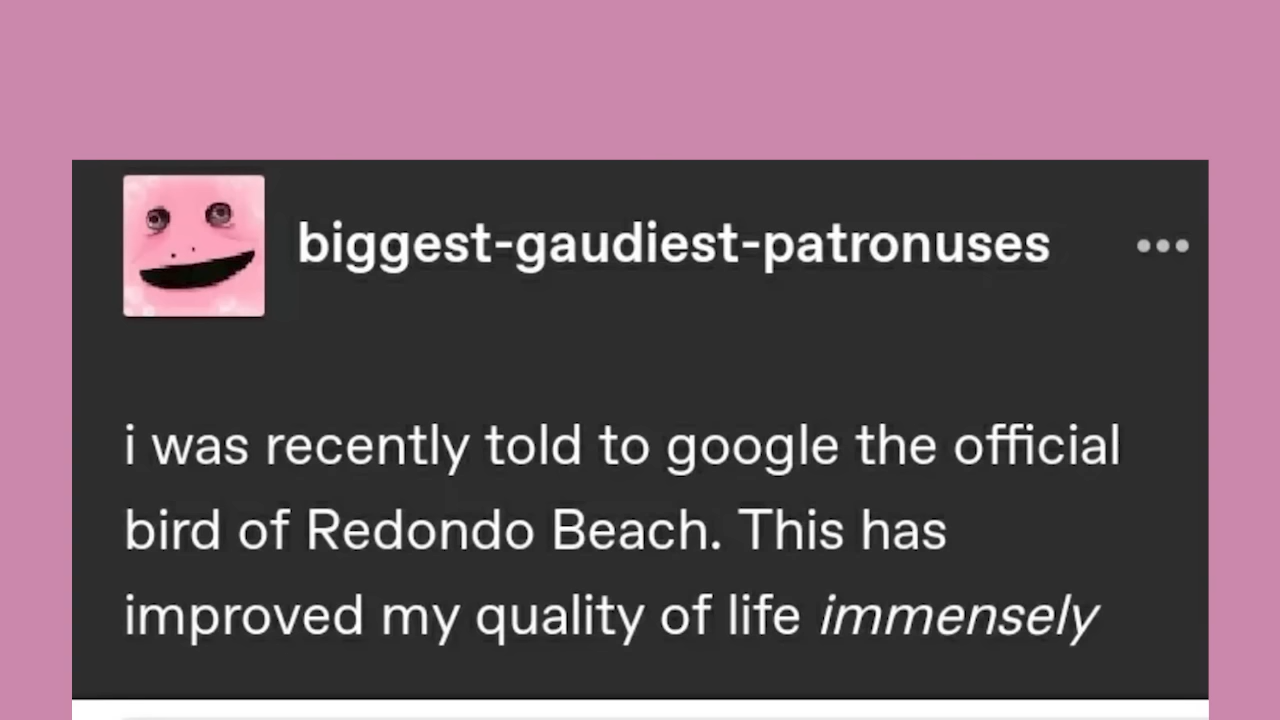 biggest-gaudiest-patronuses
i was recently told to google the official
bird of Redondo Beach. This has
improved my quality of life immensely